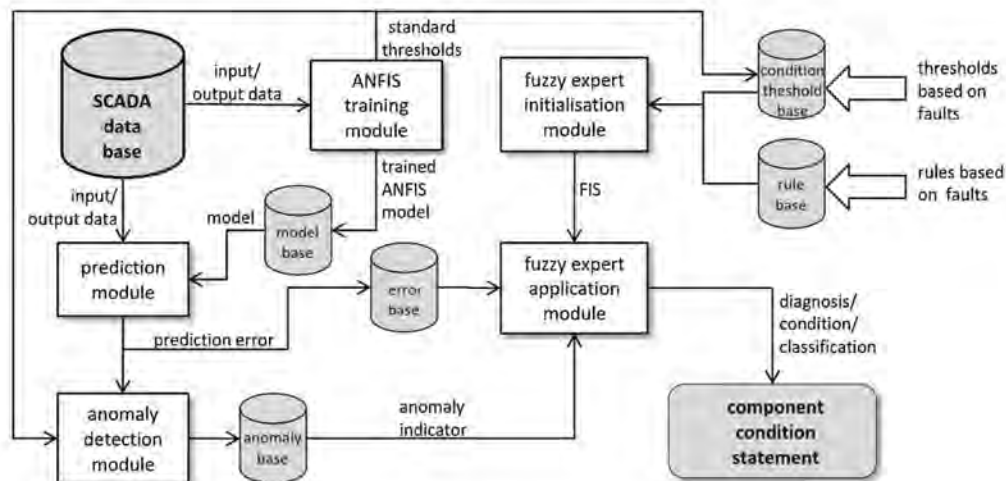 standard
thresholds
SCADA
data
base
input/
output data
ANFIS
training
module
fuzzy expert
initialisation
module
condition
threshold
base
thresholds
based on
faults
rule
base
rules based
on faults
input/
output data
trained
ANFIS
model
model
model
base
FIS
prediction
module
error
base
fuzzy expert
application
module
prediction error
diagnosis/
condition/
classification
anomaly
detection
module
anomaly
base
anomaly
indicator
component
condition
statement